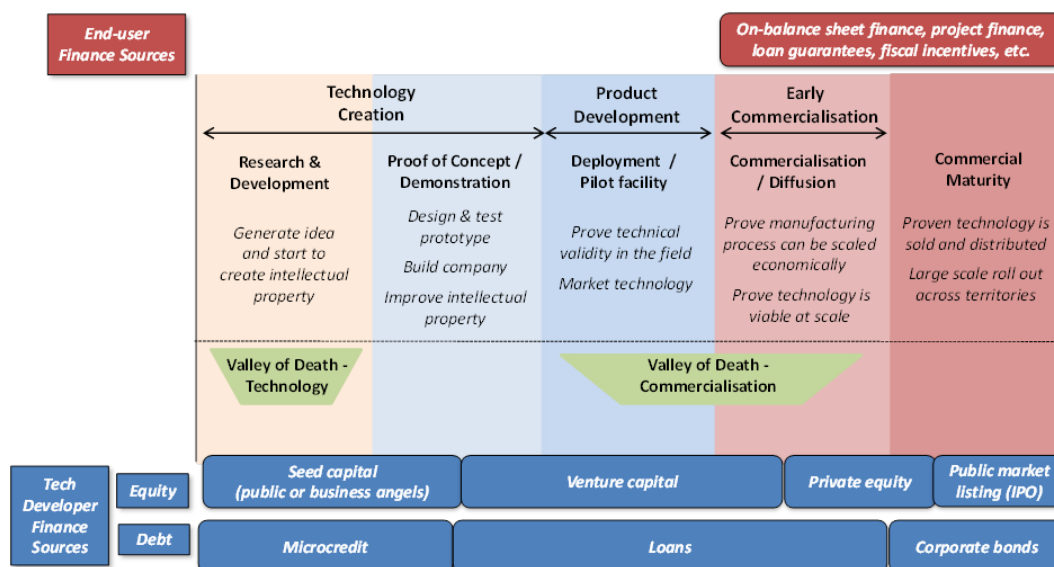 End-user
Finance Sources
On-balance sheet finance, project finance,
loan guarantees, fiscal incentives, etc.
Technology
Creation
Product
Development
Early
Commercialisation
Research &
Development
Generate idea
and start to
create intellectual
property
Proof of Concept /
Demonstration
Design & test
prototype
Build company
Improve intellectual
property
Deployment /
Pilot facility
Prove technical
validity in the field
Market technology
Commercialisation
/ Diffusion
Prove manufacturing
process can be scaled
economically
Prove technology is
viable at scale
Commercial
Maturity
Proven technology is
sold and distributed
Large scale roll out
across territories
Valley of Death -
Technology
Valley of Death -
Commercialisation
Tech
Developer
Finance
Sources
Equity
Seed capital
(public or business angels)
Venture capital
Private equity
Public market
listing (IPO)
Debt
Microcredit
Loans
Corporate bonds